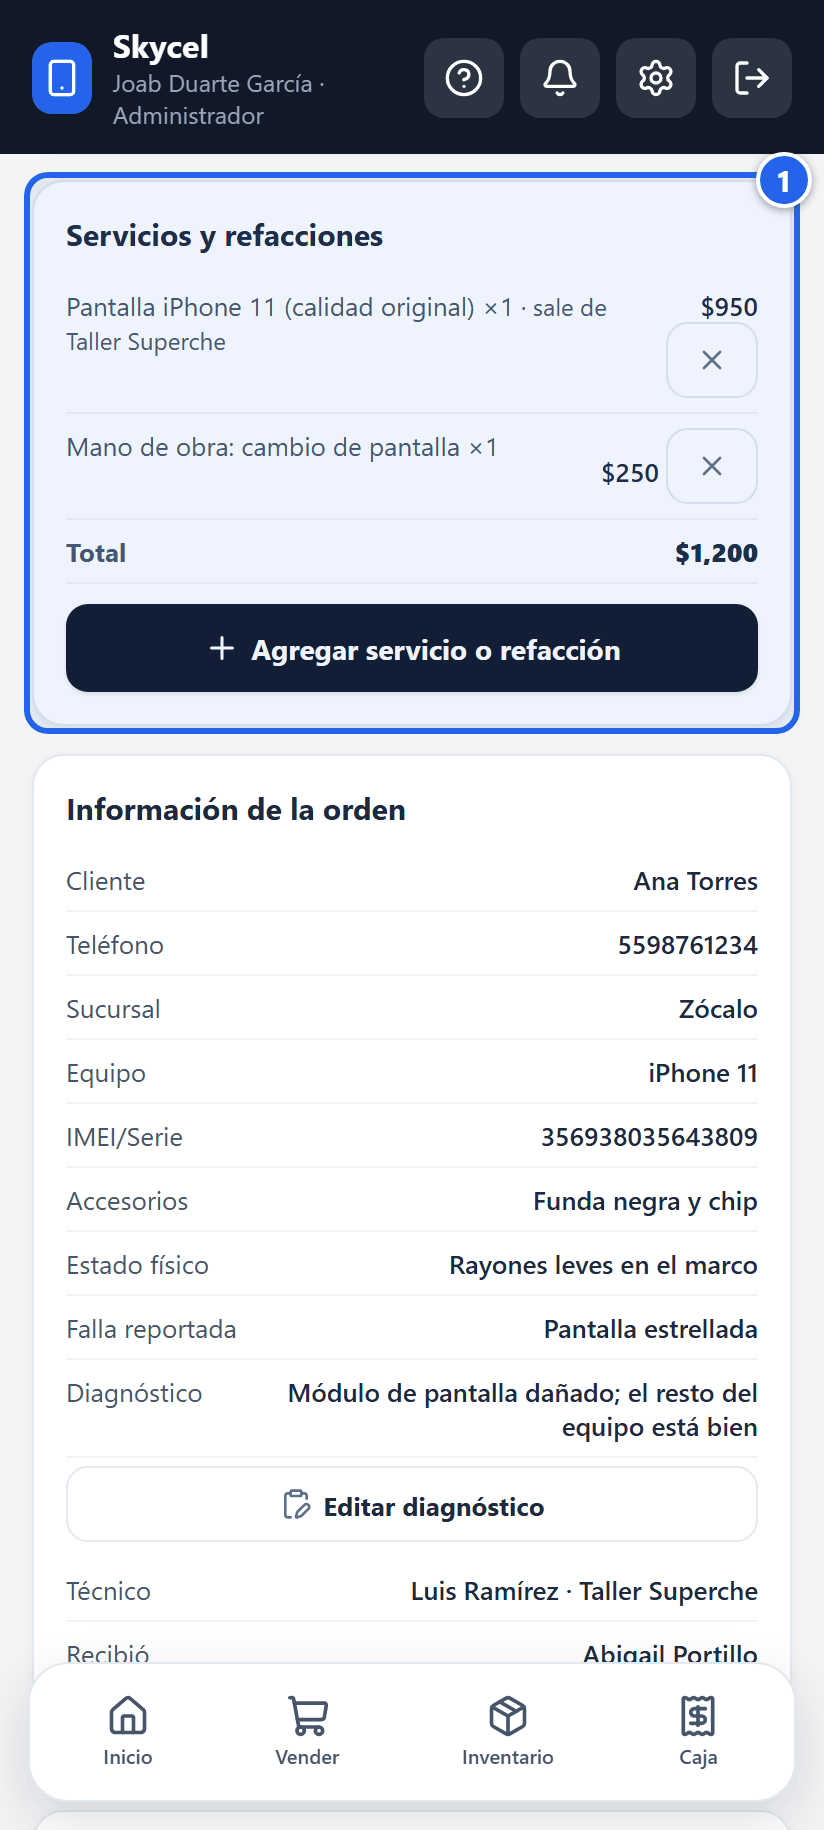 Skycel
Joab Duarte García ·
Administrador
1
Servicios y refacciones
Pantalla iPhone 11 (calidad original) ×1 · sale de
Taller Superche
$950
Mano de obra: cambio de pantalla ×1
$250
Total $1,200
Agregar servicio o refacción
Información de la orden
Cliente Ana Torres
Teléfono 5598761234
Sucursal Zócalo
Equipo iPhone 11
IMEI/Serie 356938035643809
Accesorios Funda negra y chip
Estado físico Rayones leves en el marco
Falla reportada Pantalla estrellada
Diagnóstico Módulo de pantalla dañado; el resto del
equipo está bien
Editar diagnóstico
Técnico Luis Ramírez · Taller Superche
Recibió Abigail Portillo
Inicio Vender Inventario Caja